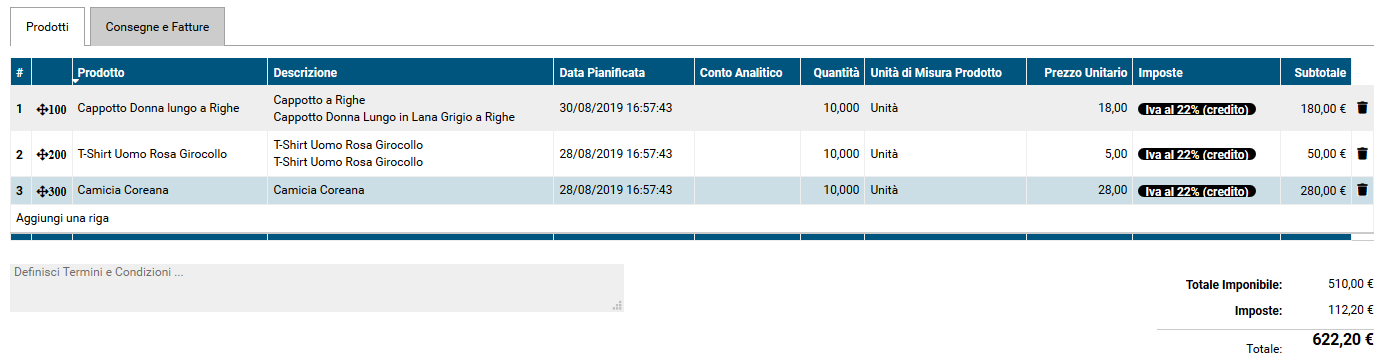 Prodotti Consegne e Fatture
# Prodotto Descrizione Data Pianificata Conto Analitico Quantità Unità di Misura Prodotto Prezzo Unitario Imposte Subtotale
1 100 Cappotto Donna lungo a Righe Cappotto a Righe 30/08/2019 16:57:43 10,000 Unità 18,00 Iva al 22% (credito) 180,00 €
Cappotto Donna Lungo in Lana Grigio a Righe
2 200 T-Shirt Uomo Rosa Girocollo T-Shirt Uomo Rosa Girocollo 28/08/2019 16:57:43 10,000 Unità 5,00 Iva al 22% (credito) 50,00 €
T-Shirt Uomo Rosa Girocollo
3 300 Camicia Coreana Camicia Coreana 28/08/2019 16:57:43 10,000 Unità 28,00 Iva al 22% (credito) 280,00 €
Aggiungi una riga
Definisci Termini e Condizioni ...
Totale Imponibile: 510,00 €
Imposte: 112,20 €
Totale: 622,20 €